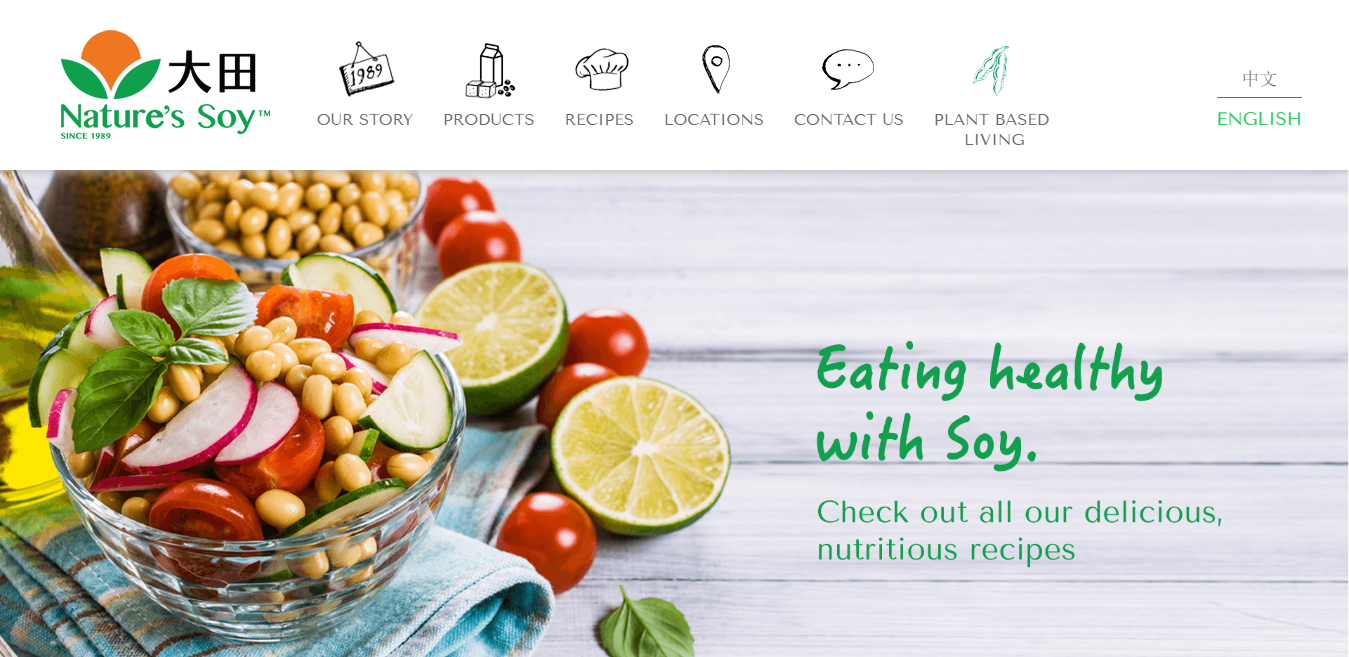 大田
Nature's Soy™
SINCE 1989
1989
OUR STORY
PRODUCTS
RECIPES
LOCATIONS
CONTACT US
PLANT BASED
LIVING
中文
ENGLISH
Eating healthy
with Soy.
Check out all our delicious,
nutritious recipes